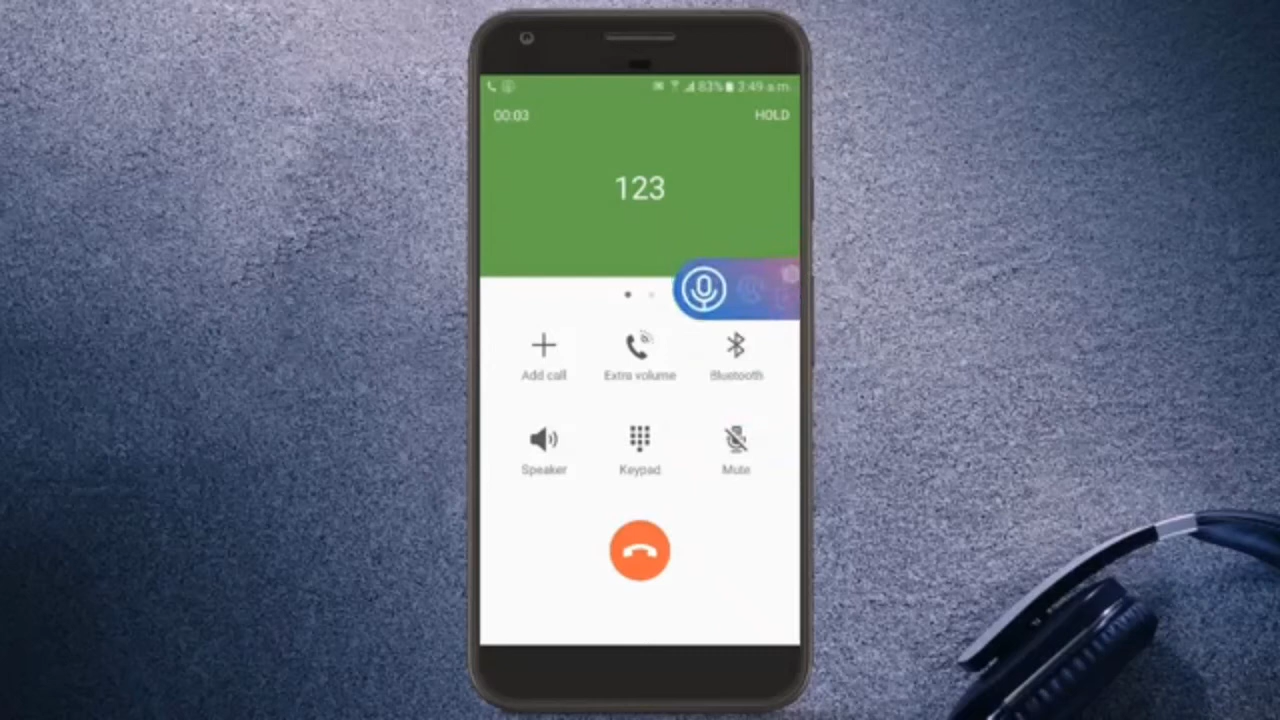 83% 3:49 a.m.
00:03 HOLD
123
Add call Extra volume Bluetooth
Speaker Keypad Mute